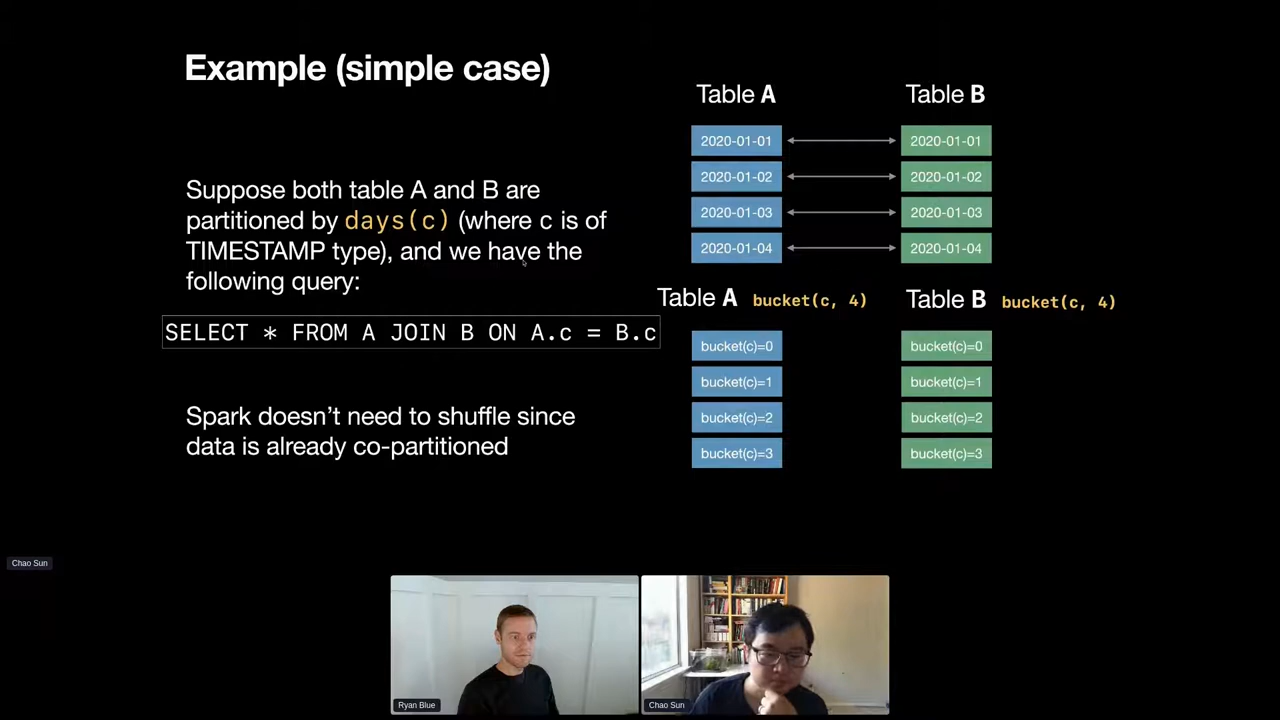 Example (simple case)
Suppose both table A and B are
partitioned by days(c) (where c is of
TIMESTAMP type), and we have the
following query:
SELECT * FROM A JOIN B ON A.c = B.c
Spark doesn't need to shuffle since
data is already co-partitioned
Table A
Table B
2020-01-01
2020-01-01
2020-01-02
2020-01-02
2020-01-03
2020-01-03
2020-01-04
2020-01-04
Table A bucket(c, 4)
Table B bucket(c, 4)
bucket(c)=0
bucket(c)=0
bucket(c)=1
bucket(c)=1
bucket(c)=2
bucket(c)=2
bucket(c)=3
bucket(c)=3
Chao Sun
Ryan Blue
Chao Sun